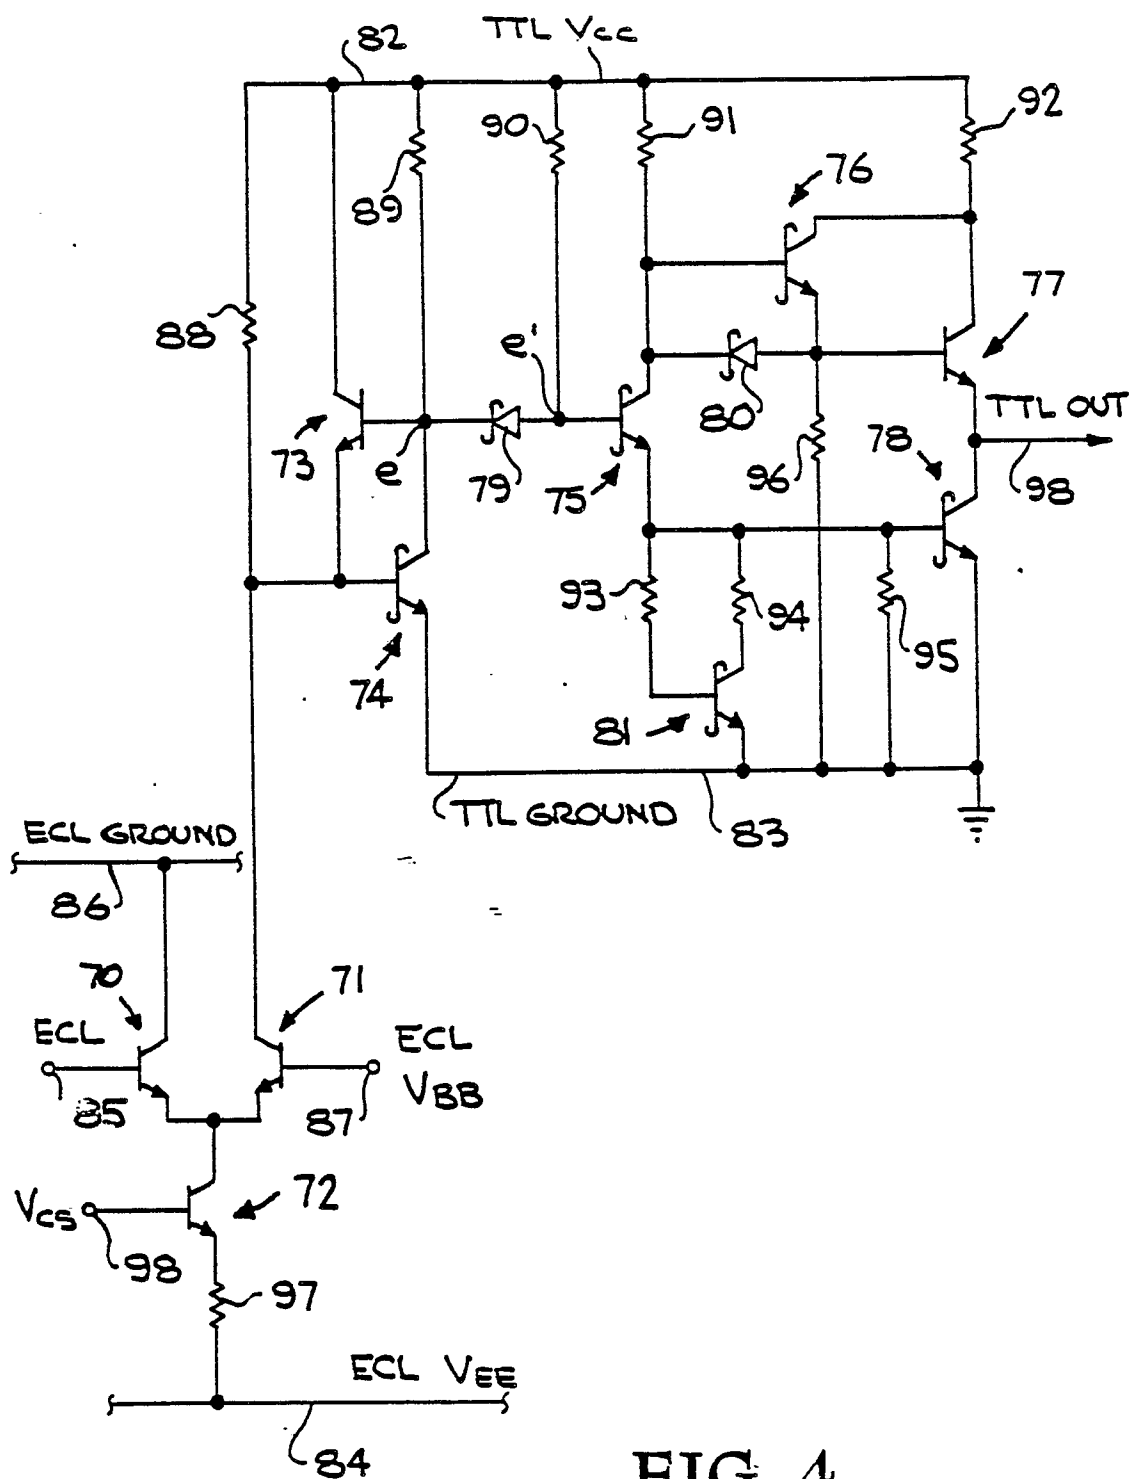 82
TTL VCC
90
91
92
89
76
88
77
e'
80
TTL OUT
73
e
79
75
96
78
98
93
94
95
74
81
TTL GROUND
83
ECL GROUND
86
70
71
ECL
ECL
VBB
85
87
VCS
72
98
97
ECL VEE
84
FIG. 4